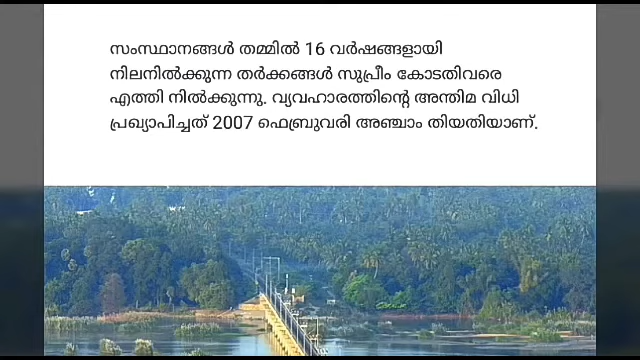 സംസ്ഥാനങ്ങൾ തമ്മിൽ 16 വർഷങ്ങളായി
നിലനിൽക്കുന്ന തർക്കങ്ങൾ സുപ്രീം കോടതിവരെ
എത്തി നിൽക്കുന്നു. വ്യവഹാരത്തിന്റെ അന്തിമ വിധി
പ്രഖ്യാപിച്ചത് 2007 ഫെബ്രുവരി അഞ്ചാം തിയതിയാണ്.